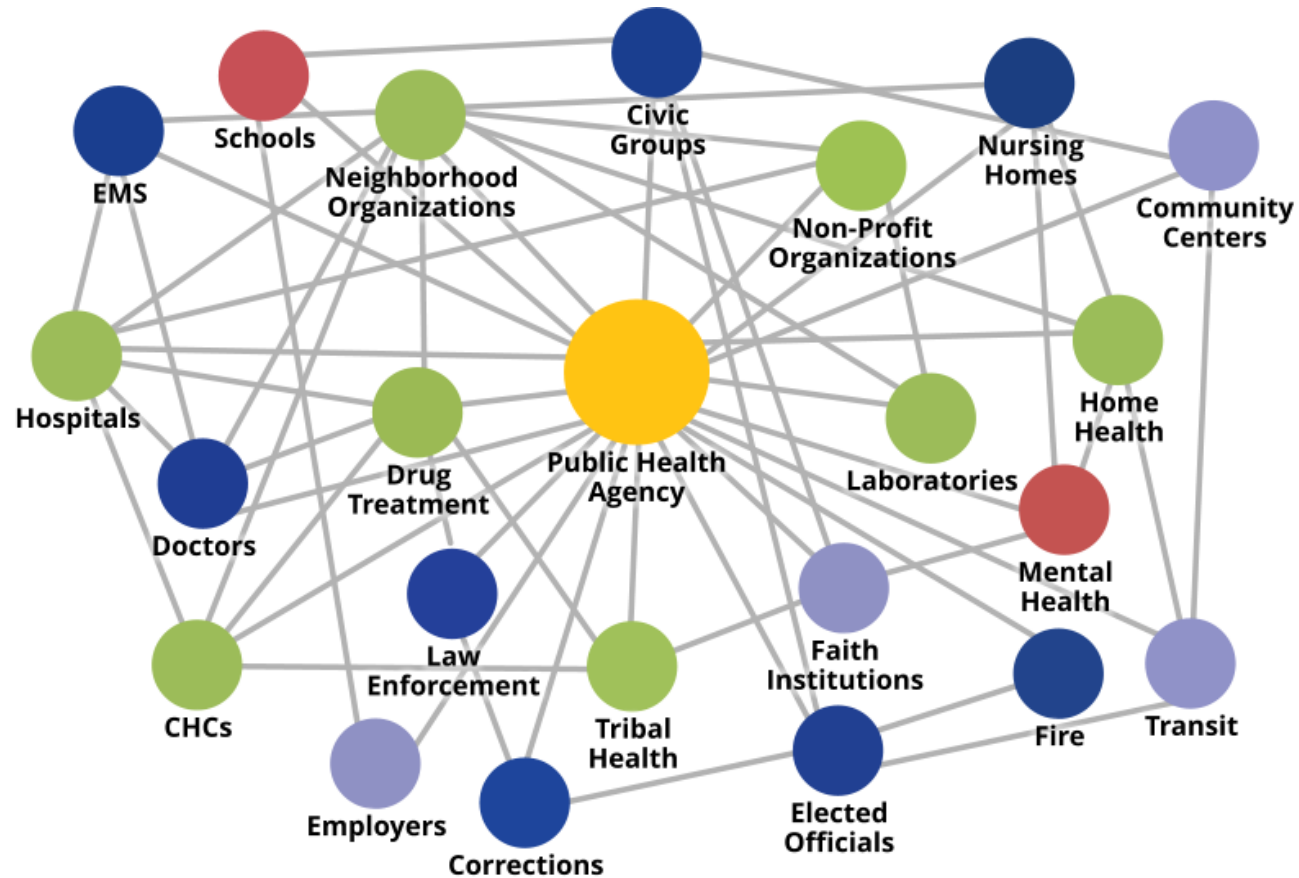 Schools
Civic
Groups
Nursing
Homes
EMS
Neighborhood
Organizations
Non-Profit
Organizations
Community
Centers
Hospitals
Drug
Treatment
Public Health
Agency
Laboratories
Home
Health
Doctors
Mental
Health
CHCs
Law
Enforcement
Tribal
Health
Faith
Institutions
Fire
Transit
Employers
Corrections
Elected
Officials